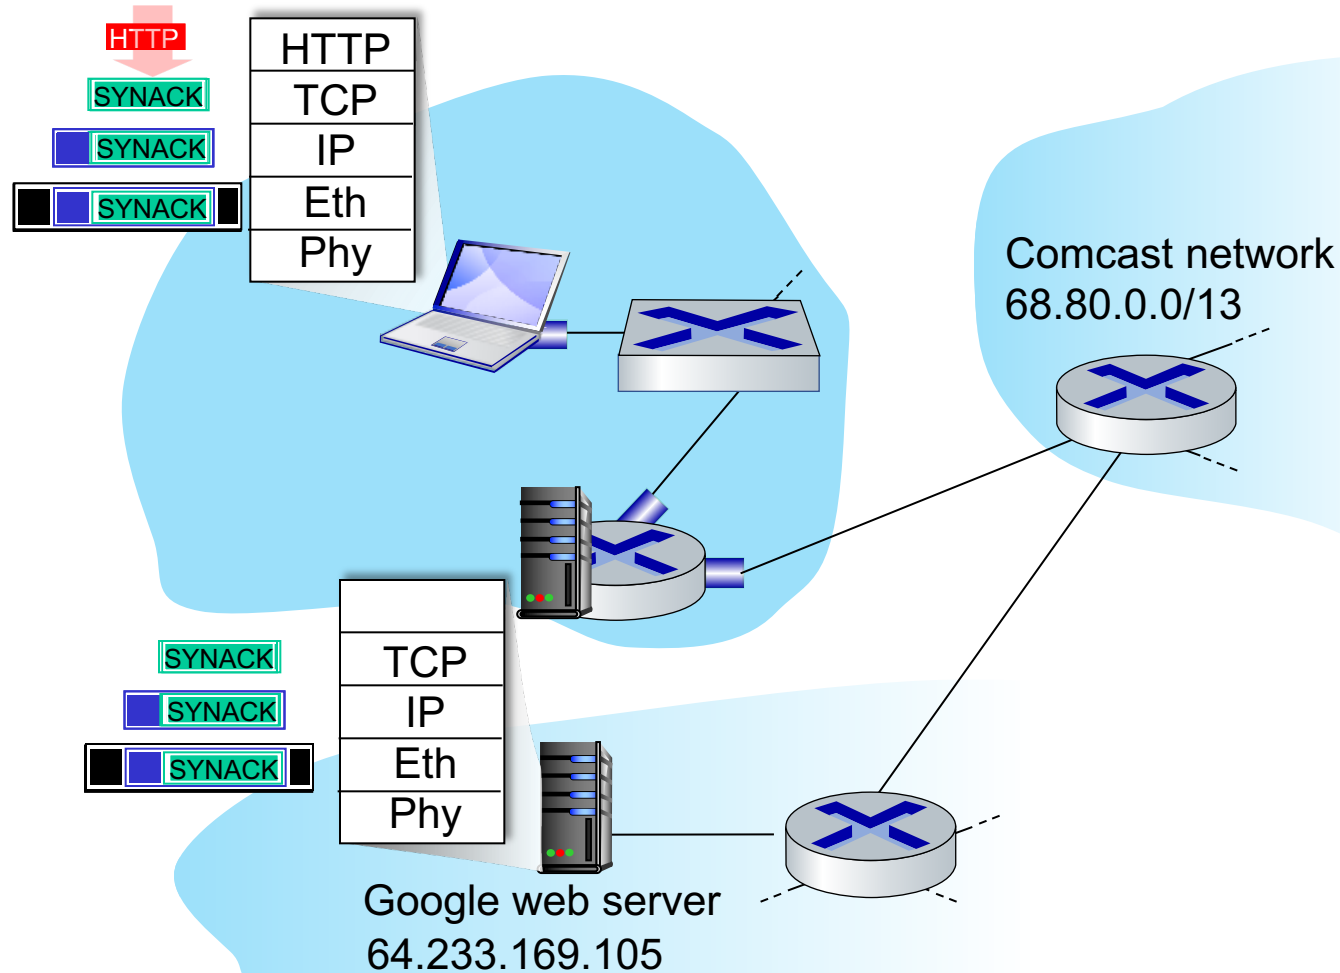 HTTP
SYNACK
SYNACK
SYNACK
HTTP
TCP
IP
Eth
Phy
Comcast network
68.80.0.0/13
SYNACK
SYNACK
SYNACK
TCP
IP
Eth
Phy
Google web server
64.233.169.105